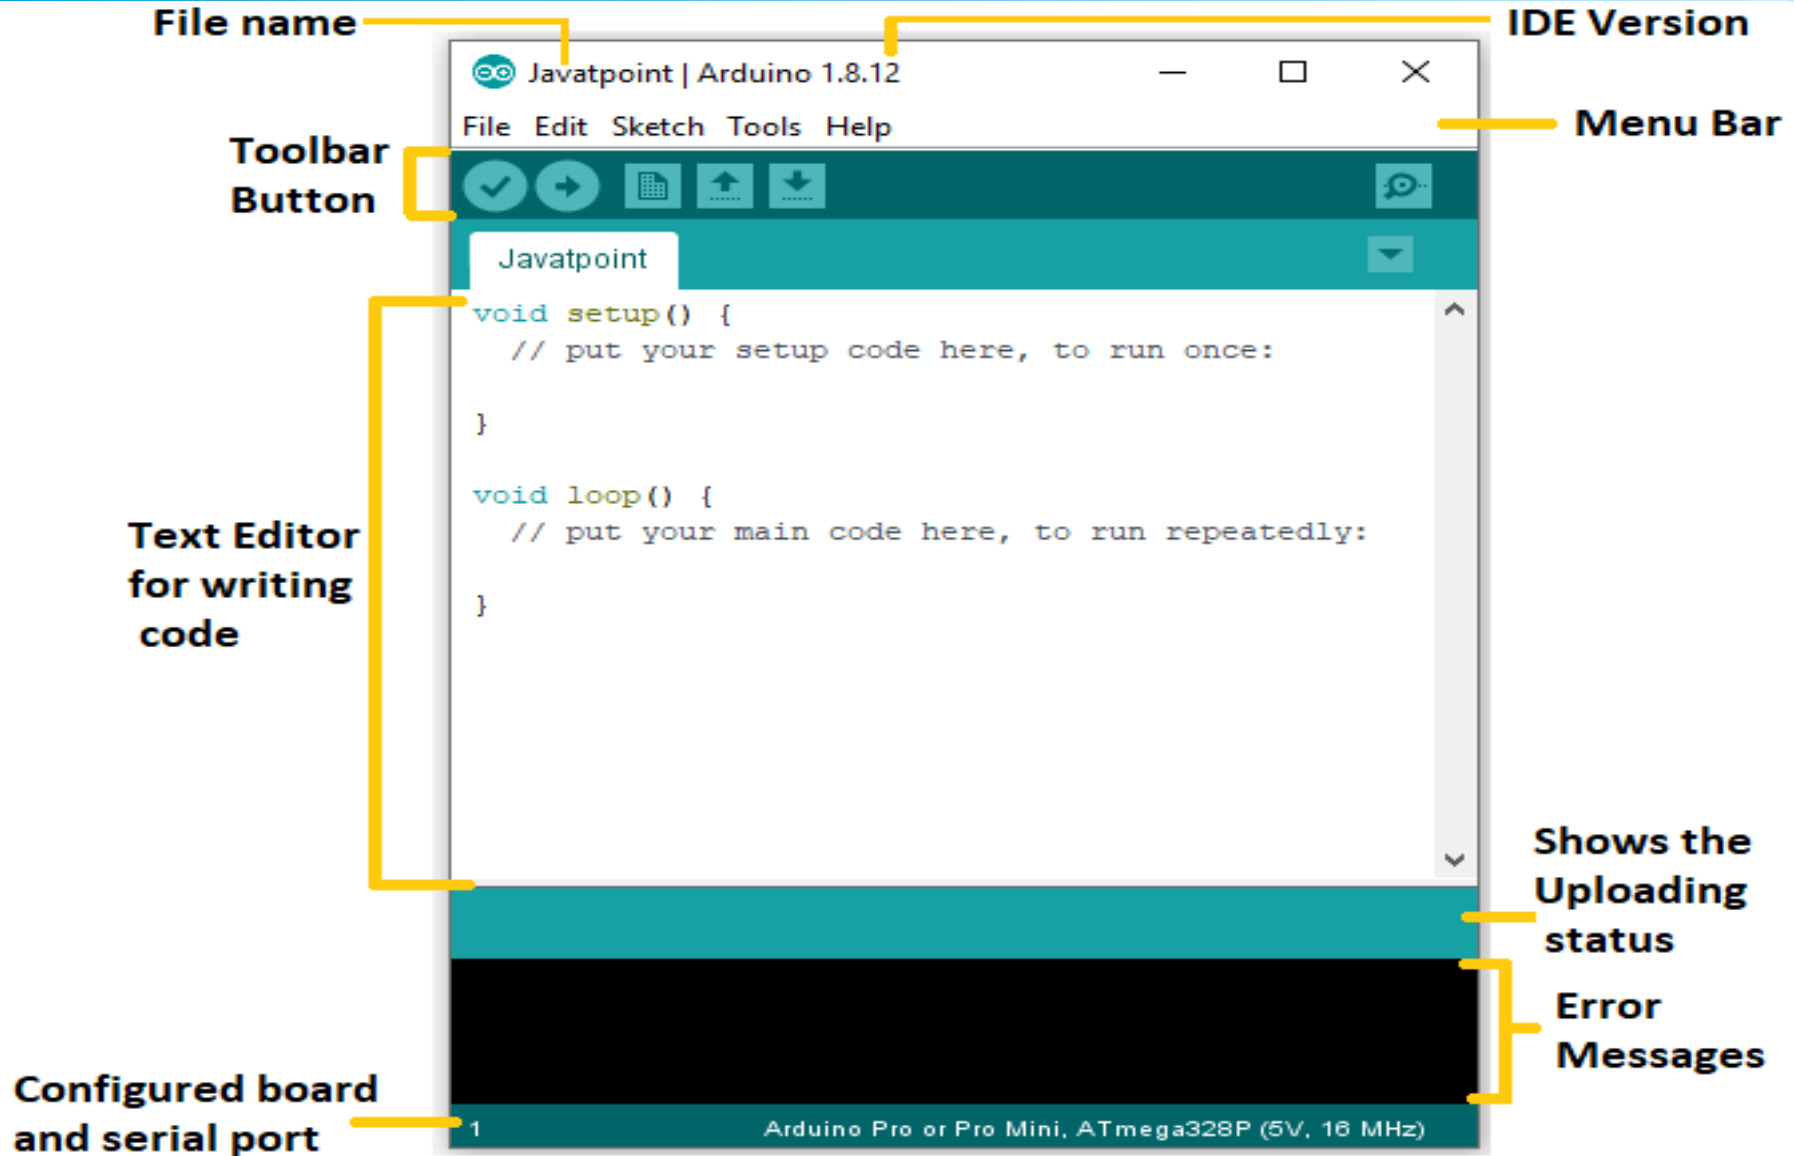 File name
IDE Version
Javatpoint | Arduino 1.8.12
File Edit Sketch Tools Help
Menu Bar
Toolbar
Button
Javatpoint
void setup() {
  // put your setup code here, to run once:
}
void loop() {
  // put your main code here, to run repeatedly:
}
Text Editor
for writing
code
Shows the
Uploading
status
Error
Messages
Configured board
and serial port
1
Arduino Pro or Pro Mini, ATmega328P (5V, 16 MHz)